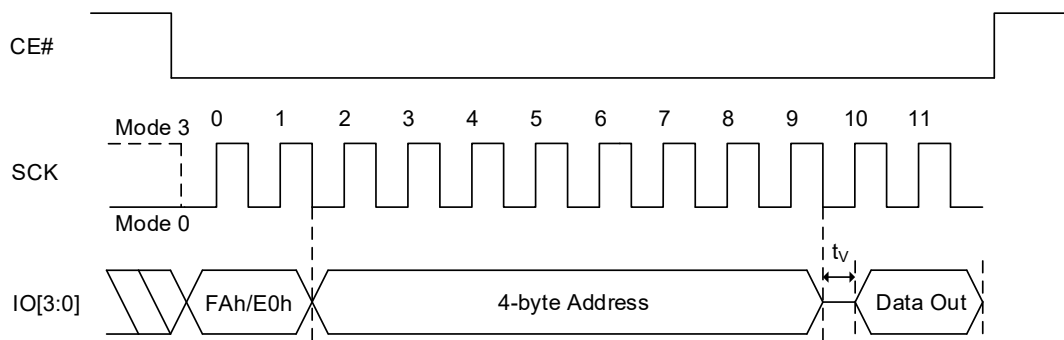 CE#
Mode 3
0 1 2 3 4 5 6 7 8 9 10 11
SCK
Mode 0
tV
IO[3:0]
FAh/E0h
4-byte Address
Data Out